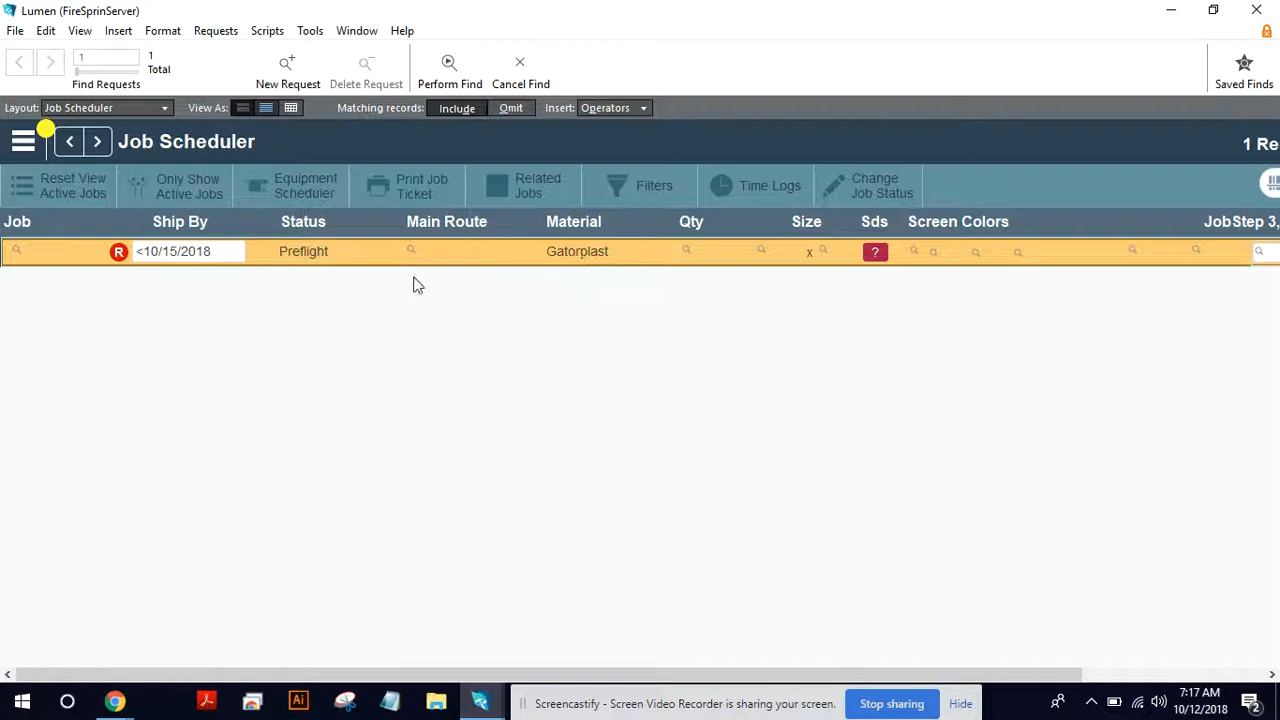 Lumen (FireSprinServer)
File Edit View Insert Format Requests Scripts Tools Window Help
1 1 Total
Find Requests New Request Delete Request Perform Find Cancel Find Saved Finds
Layout: Job Scheduler View As: Matching records: Include Omit Insert: Operators
Job Scheduler 1 Re
Reset View Active Jobs Only Show Active Jobs Equipment Scheduler Print Job Ticket Related Jobs Filters Time Logs Change Job Status
Job Ship By Status Main Route Material Qty Size Sds Screen Colors JobStep 3,
R <10/15/2018 Preflight Gatorplast x ?
Screencastify - Screen Video Recorder is sharing your screen. Stop sharing Hide
7:17 AM
10/12/2018
2